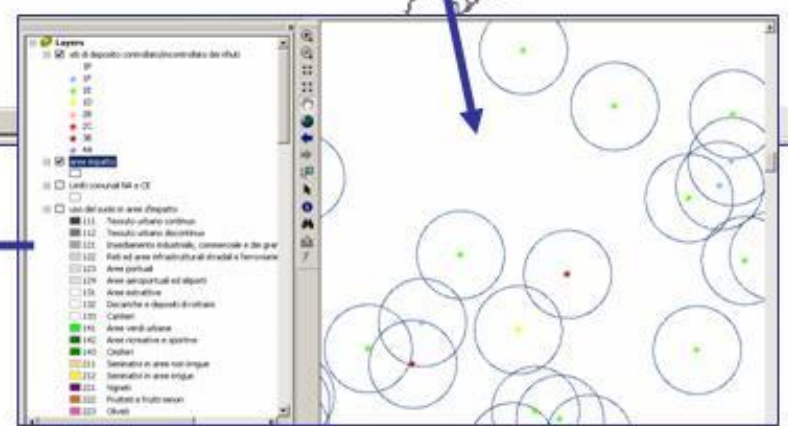 Layers
siti di deposito controllato/incontrollato dei rifiuti
1F
1E
1D
2B
2C
3B
4A
aree impatto
Limiti comunali NA e CE
uso del suolo in aree d'impatto
111 Tessuto urbano continuo
112 Tessuto urbano discontinuo
121 Insediamento industriale, commerciale e dei gran
122 Reti ed aree infrastrutturali stradali e ferroviarie
123 Aree portuali
124 Aree aeroportuali ed eliporti
131 Aree estrattive
132 Discariche e depositi di rottami
133 Cantieri
141 Aree verdi urbane
142 Aree ricreative e sportive
143 Cimiteri
211 Seminativi in aree non irrigue
212 Seminativi in aree irrigue
221 Vigneti
222 Frutteti e frutti minori
223 Oliveti